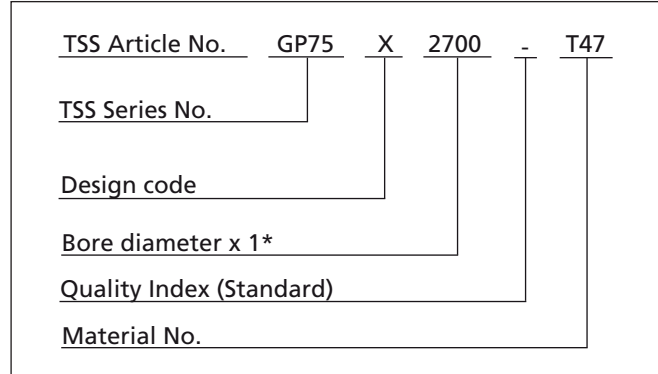 TSS Article No. GP75 X 2700 - T47
TSS Series No.
Design code
Bore diameter x 1*
Quality Index (Standard)
Material No.